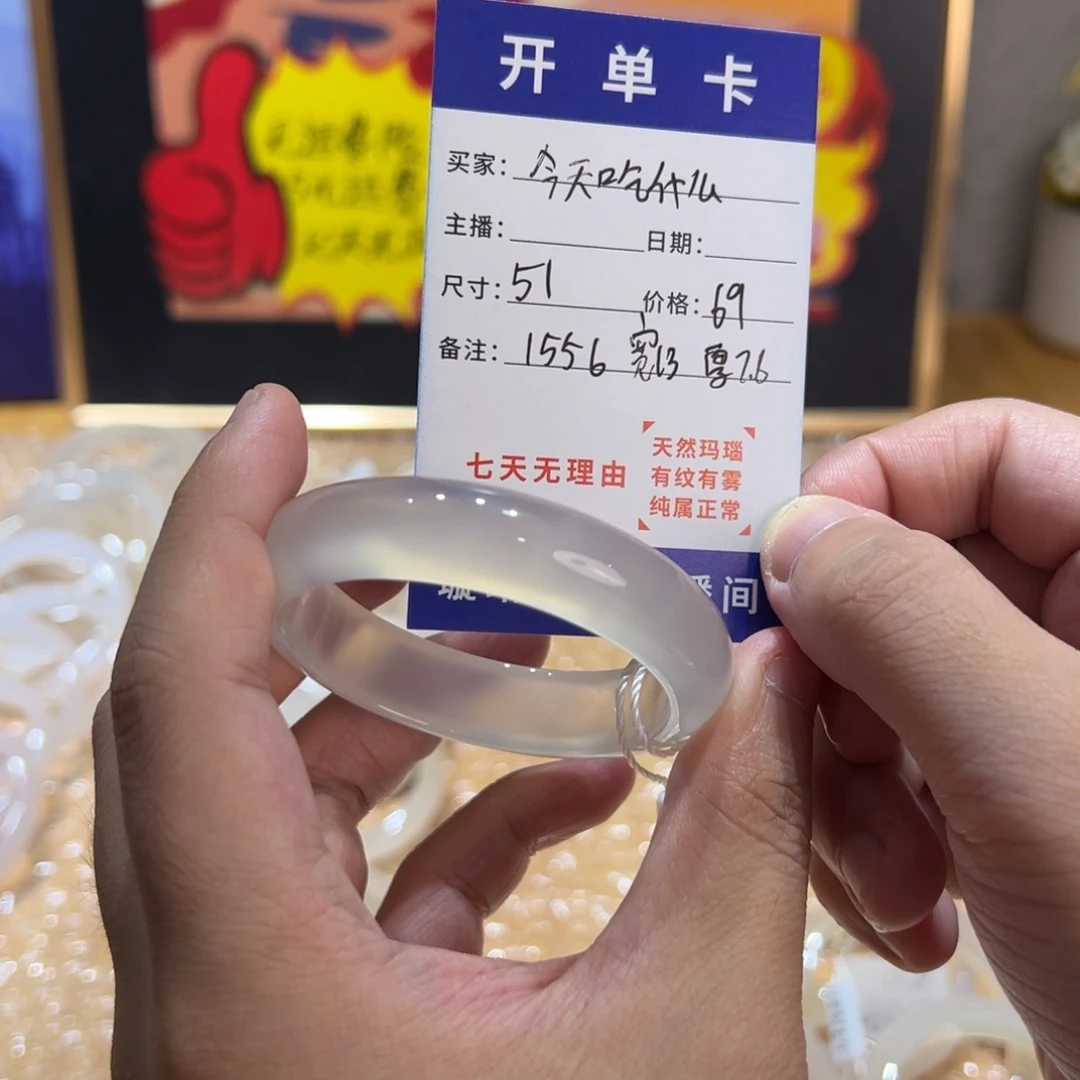 开单卡
买家：今天吃什么
主播： 日期：
尺寸：51 价格：69
备注：1556 宽13 厚7.6
七天无理由
天然玛瑙
有纹有雾
纯属正常
播间